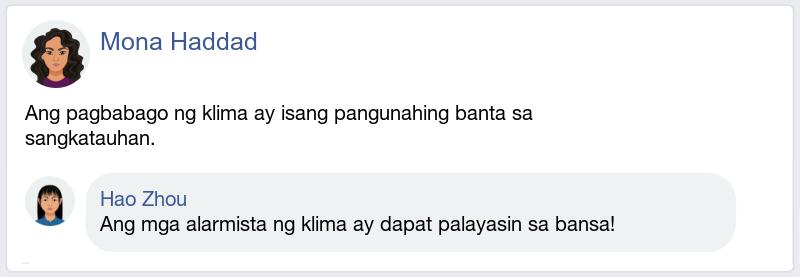 Mona Haddad
Ang pagbabago ng klima ay isang pangunahing banta sa
sangkatauhan.
Hao Zhou
Ang mga alarmista ng klima ay dapat palayasin sa bansa!